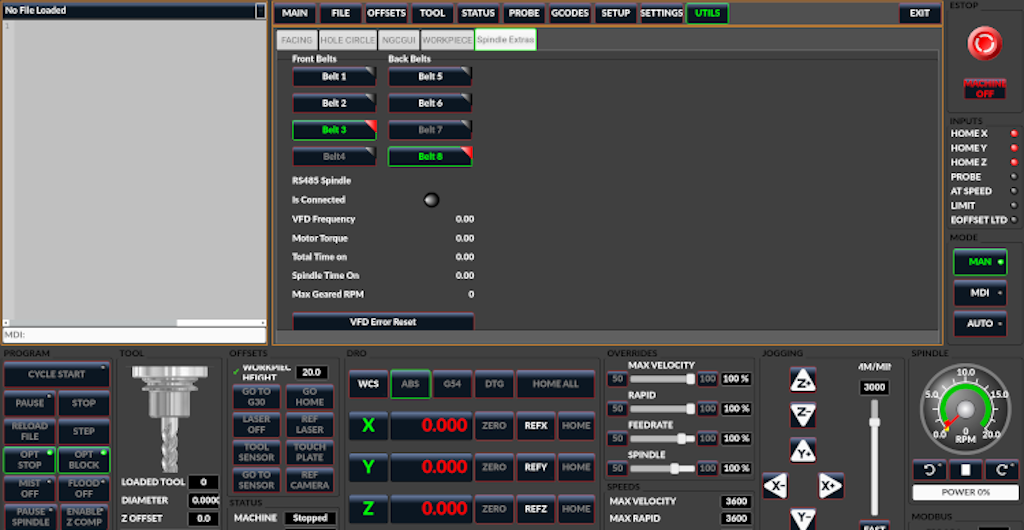 No File Loaded
MAIN FILE OFFSETS TOOL STATUS PROBE GCODES SETUP SETTINGS UTILS EXIT
ESTOP
1
FACING HOLE CIRCLE NGCGUI WORKPIECE Spindle Extras
Front Belts Back Belts
Belt 1 Belt 5
Belt 2 Belt 6
Belt 3 Belt 7
Belt4 Belt 8
MACHINE
OFF
INPUTS
HOME X
HOME Y
HOME Z
PROBE
AT SPEED
LIMIT
EOFFSET LTD
RS485 Spindle
Is Connected
VFD Frequency 0.00
Motor Torque 0.00
Total Time on 0.00
Spindle Time On 0.00
Max Geared RPM 0
VFD Error Reset
MODE
MAN
MDI
AUTO
MDI:
PROGRAM
CYCLE START
PAUSE STOP
RELOAD FILE STEP
OPT STOP OPT BLOCK
MIST OFF FLOOD OFF
PAUSE SPINDLE ENABLE Z COMP
TOOL
LOADED TOOL 0
DIAMETER 0.000
Z OFFSET 0.0
OFFSETS
WORKPIEC HEIGHT 20.0
GO TO G30 GO HOME
LASER OFF REF LASER
TOOL SENSOR TOUCH PLATE
GO TO SENSOR REF CAMERA
STATUS
MACHINE Stopped
DRO
WCS ABS G54 DTG HOME ALL
X 0.000 ZERO REFX HOME
Y 0.000 ZERO REFY HOME
Z 0.000 ZERO REFZ HOME
OVERRIDES
MAX VELOCITY
50 100 100 %
RAPID
50 100 100 %
FEEDRATE
50 100 100 %
SPINDLE
50 100 100 %
SPEEDS
MAX VELOCITY 3600
MAX RAPID 3600
JOGGING
Z+
Z-
Y+
X- X+
Y-
MM/MIN
3000
FAST
SPINDLE
10.0
5.0 15.0
0.0 0 20.0
RPM
POWER 0%
MODBUS